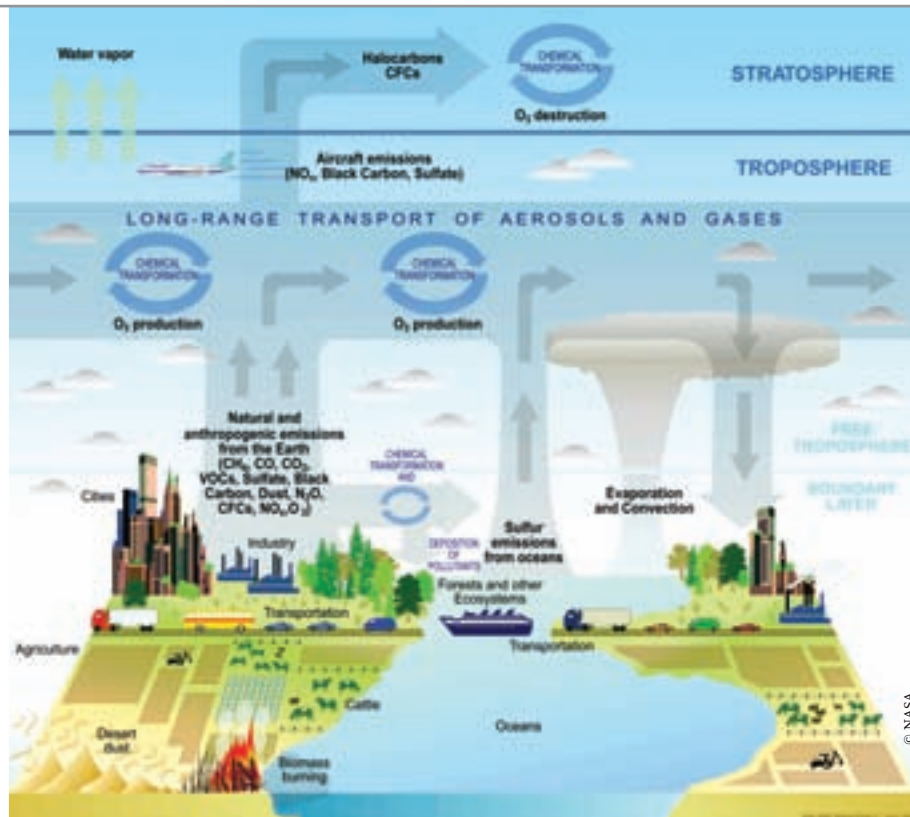 Water vapor
Halocarbons
CFCs
CHEMICAL
TRANSFORMATION
O3 destruction
STRATOSPHERE
Aircraft emissions
(NOx, Black Carbon, Sulfate)
TROPOSPHERE
LONG-RANGE TRANSPORT OF AEROSOLS AND GASES
CHEMICAL
TRANSFORMATION
O3 production
CHEMICAL
TRANSFORMATION
O3 production
Natural and
anthropogenic emissions
from the Earth
(CH4, CO, CO2,
VOCs, Sulfate, Black
Carbon, Dust, N2O,
CFCs, NOx, O3)
CHEMICAL
TRANSFORMATION
AND
DEPOSITION
OF
POLLUTANTS
FREE
TROPOSPHERE
BOUNDARY
LAYER
Cities
Industry
Evaporation
and Convection
Sulfur
emissions
from oceans
Forests and other
Ecosystems
Transportation
Transportation
Agriculture
Cattle
Oceans
Desert
dust
Biomass
burning
© NASA